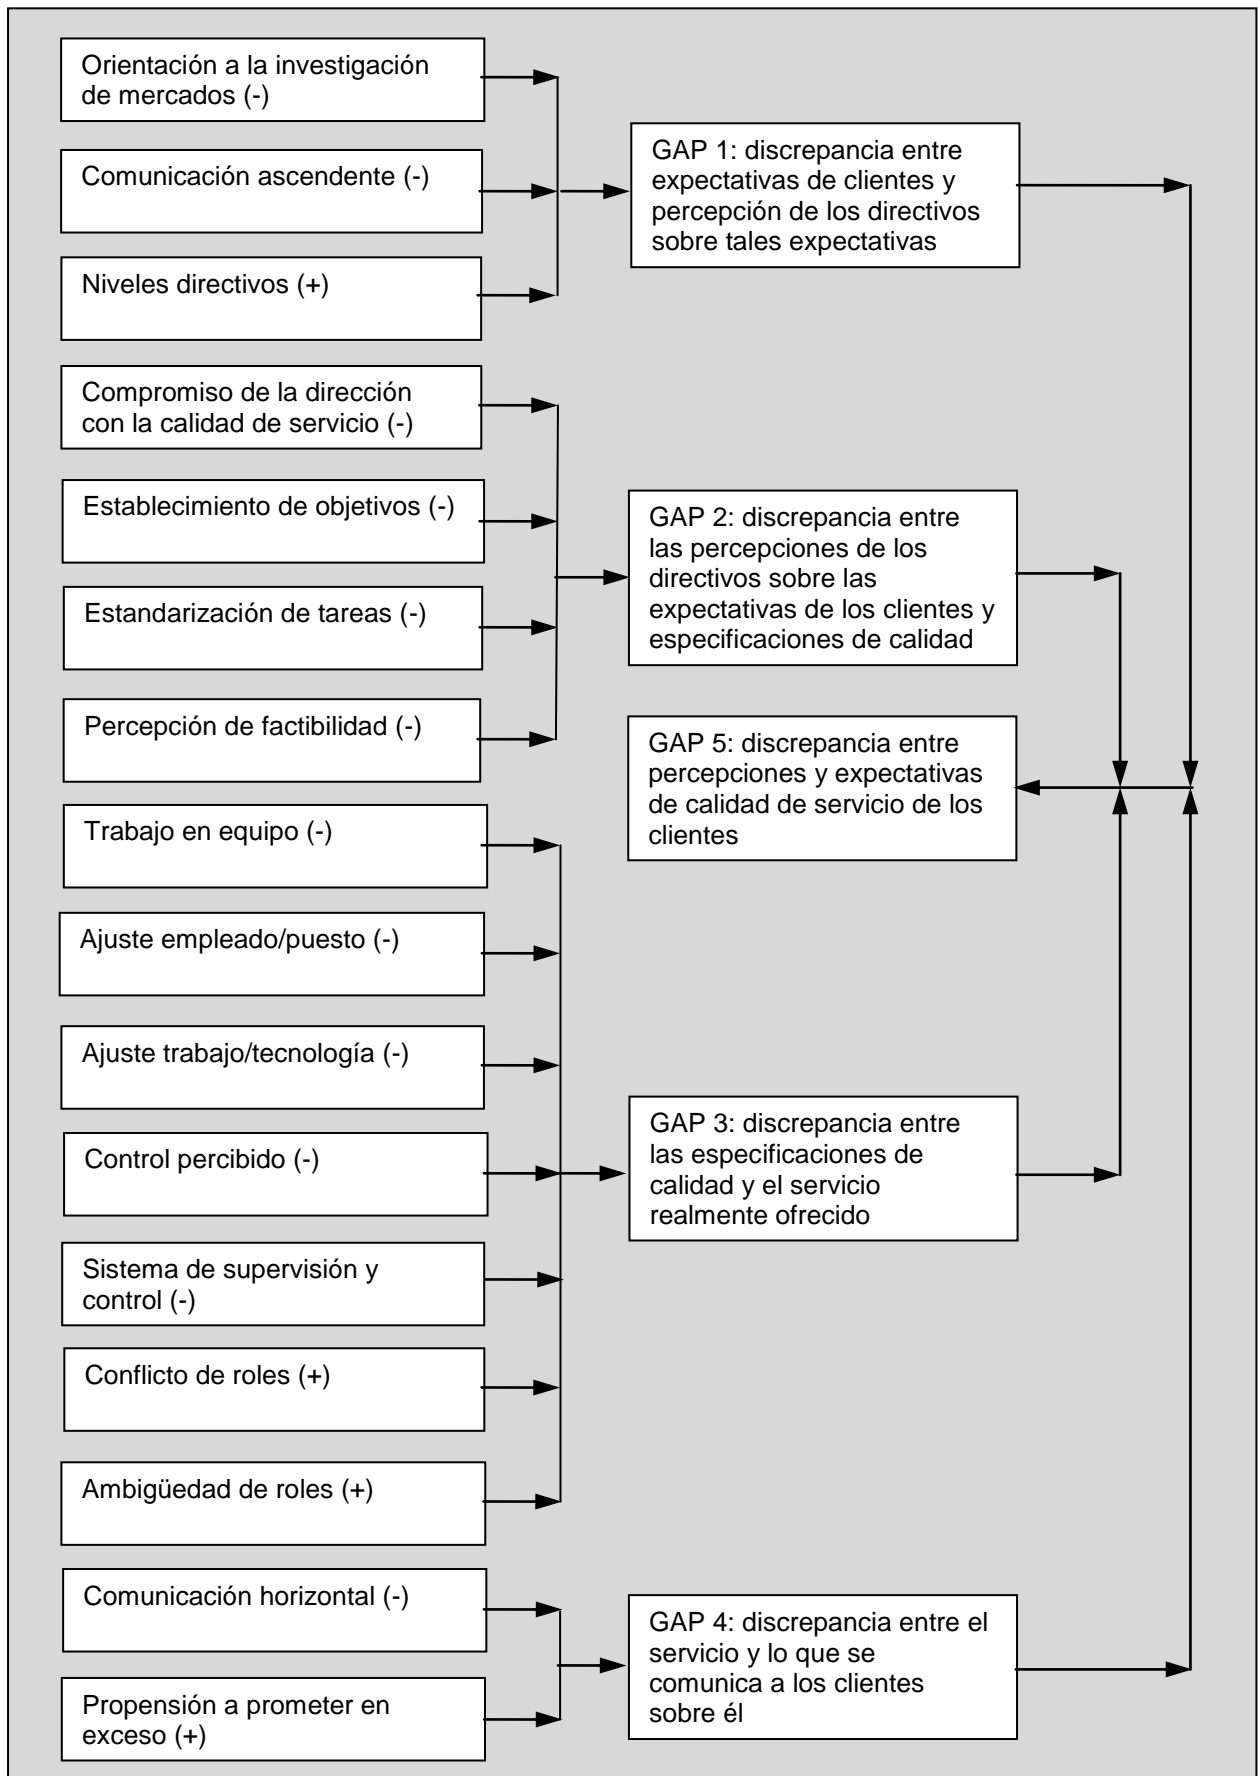 Orientación a la investigación
de mercados (-)
Comunicación ascendente (-)
Niveles directivos (+)
GAP 1: discrepancia entre
expectativas de clientes y
percepción de los directivos
sobre tales expectativas
Compromiso de la dirección
con la calidad de servicio (-)
Establecimiento de objetivos (-)
Estandarización de tareas (-)
Percepción de factibilidad (-)
GAP 2: discrepancia entre
las percepciones de los
directivos sobre las
expectativas de los clientes y
especificaciones de calidad
GAP 5: discrepancia entre
percepciones y expectativas
de calidad de servicio de los
clientes
Trabajo en equipo (-)
Ajuste empleado/puesto (-)
Ajuste trabajo/tecnología (-)
Control percibido (-)
Sistema de supervisión y
control (-)
Conflicto de roles (+)
Ambigüedad de roles (+)
GAP 3: discrepancia entre
las especificaciones de
calidad y el servicio
realmente ofrecido
Comunicación horizontal (-)
Propensión a prometer en
exceso (+)
GAP 4: discrepancia entre el
servicio y lo que se
comunica a los clientes
sobre él